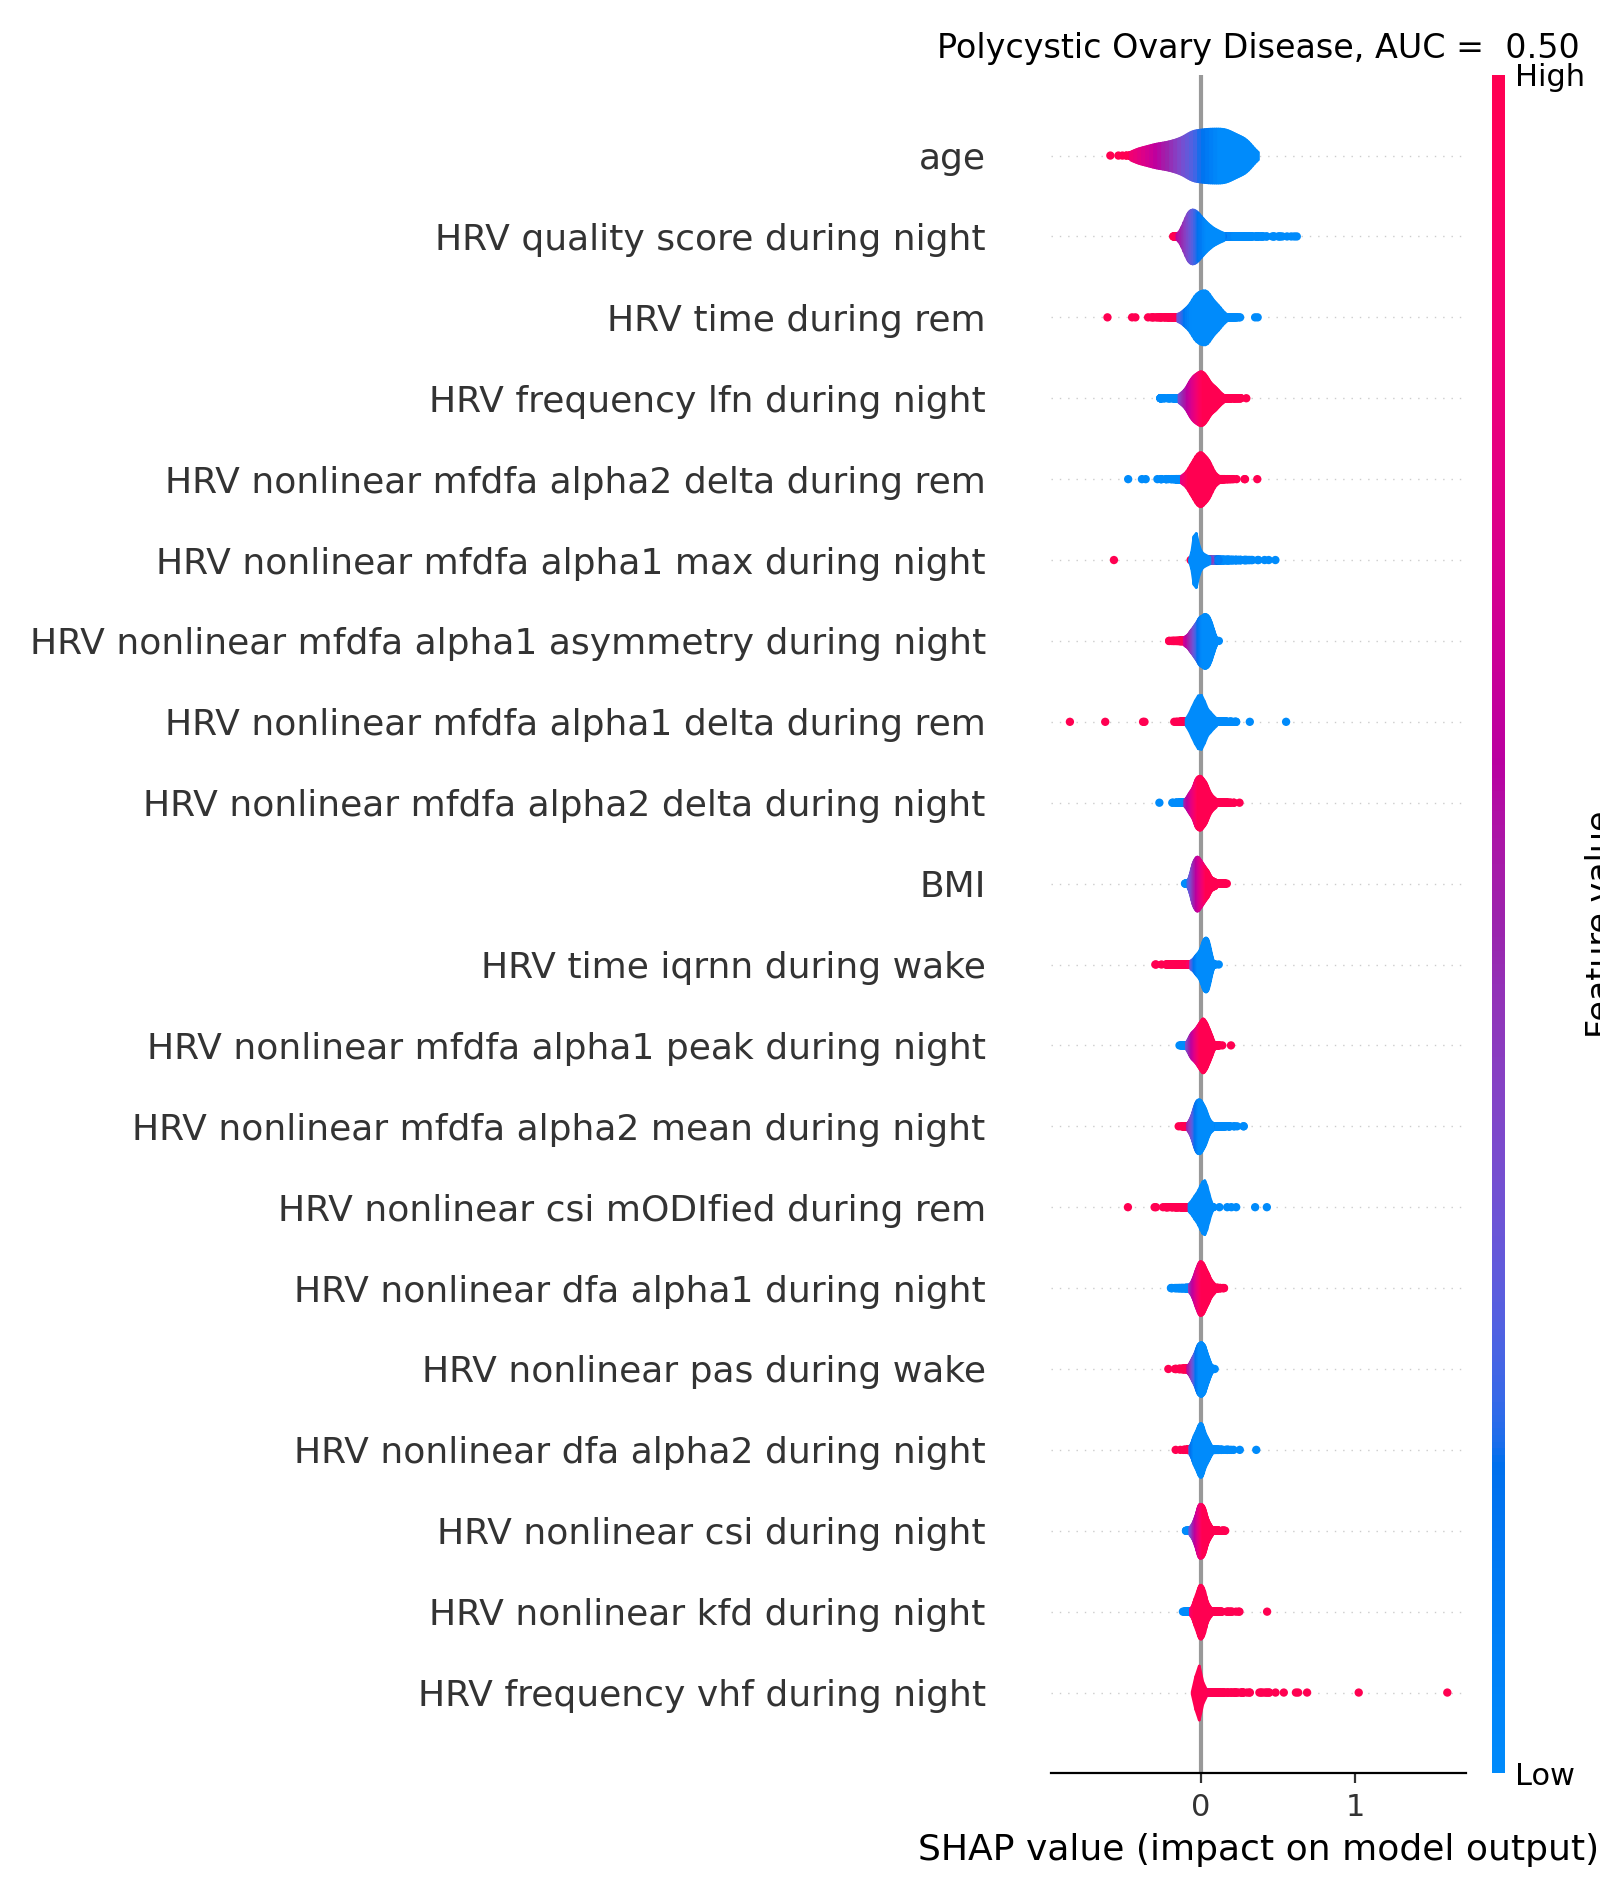 Polycystic Ovary Disease, AUC =  0.50
High
age
HRV quality score during night
HRV time during rem
HRV frequency lfn during night
HRV nonlinear mfdfa alpha2 delta during rem
HRV nonlinear mfdfa alpha1 max during night
HRV nonlinear mfdfa alpha1 asymmetry during night
HRV nonlinear mfdfa alpha1 delta during rem
HRV nonlinear mfdfa alpha2 delta during night
BMI
HRV time iqrnn during wake
HRV nonlinear mfdfa alpha1 peak during night
HRV nonlinear mfdfa alpha2 mean during night
HRV nonlinear csi mODIfied during rem
HRV nonlinear dfa alpha1 during night
HRV nonlinear pas during wake
HRV nonlinear dfa alpha2 during night
HRV nonlinear csi during night
HRV nonlinear kfd during night
HRV frequency vhf during night
Feature value
Low
0 1
SHAP value (impact on model output)